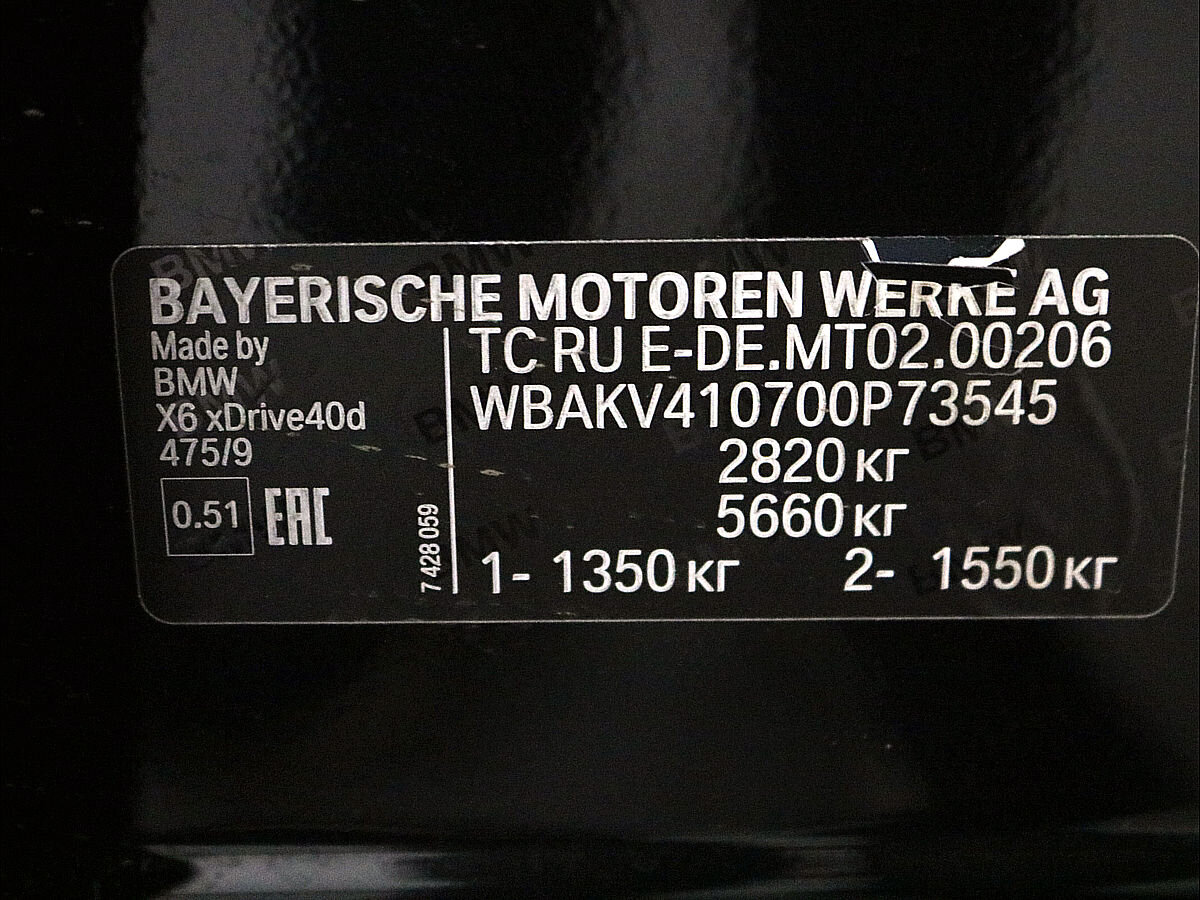 BAYERISCHE MOTOREN WERKE AG
Made by
BMW
X6 xDrive40d
475/9
0.51 EAC
7 428 059
TC RU E-DE.MT02.00206
WBAKV410700P73545
2820 кг
5660 кг
1- 1350 кг 2- 1550 кг